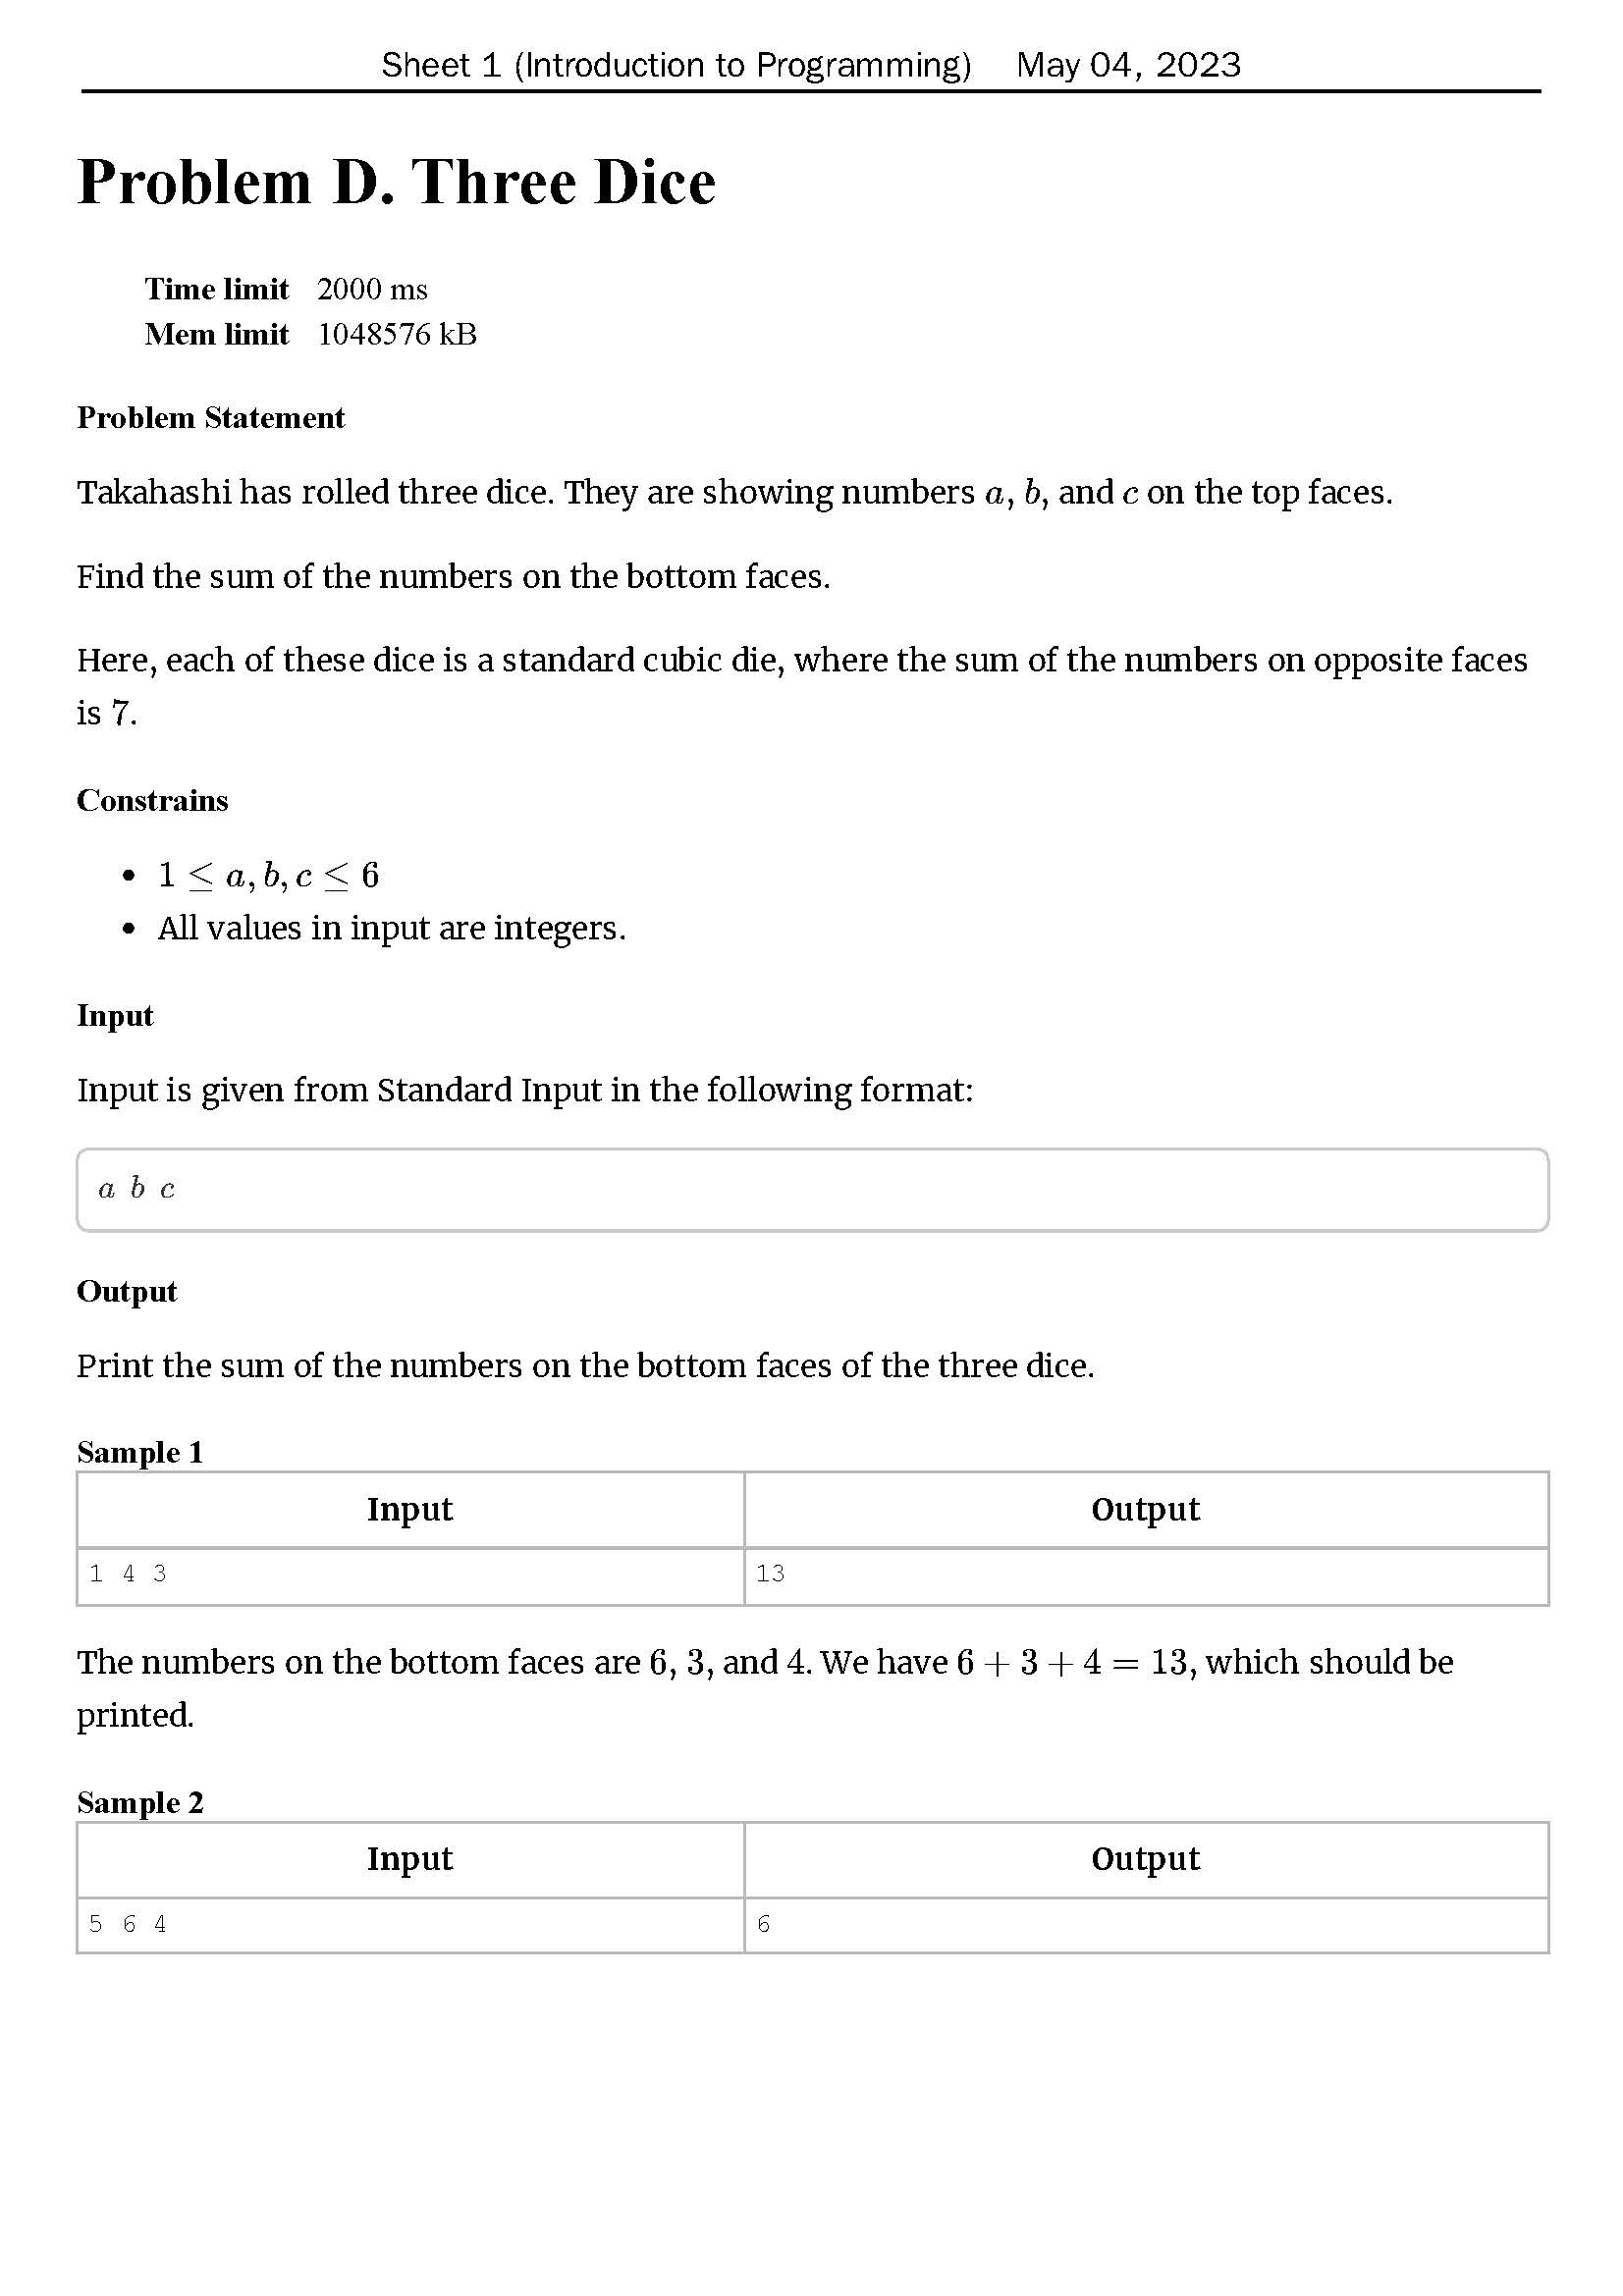 Sheet 1 (Introduction to Programming) May 04, 2023
Problem D. Three Dice
Time limit 2000 ms
Mem limit 1048576 kB
Problem Statement
Takahashi has rolled three dice. They are showing numbers a, b, and c on the top faces.
Find the sum of the numbers on the bottom faces.
Here, each of these dice is a standard cubic die, where the sum of the numbers on opposite faces
is 7.
Constrains
• 1 ≤ a, b, c ≤ 6
• All values in input are integers.
Input
Input is given from Standard Input in the following format:
a b c
Output
Print the sum of the numbers on the bottom faces of the three dice.
Sample 1
Input Output
1 4 3 13
The numbers on the bottom faces are 6, 3, and 4. We have 6 + 3 + 4 = 13, which should be
printed.
Sample 2
Input Output
5 6 4 6